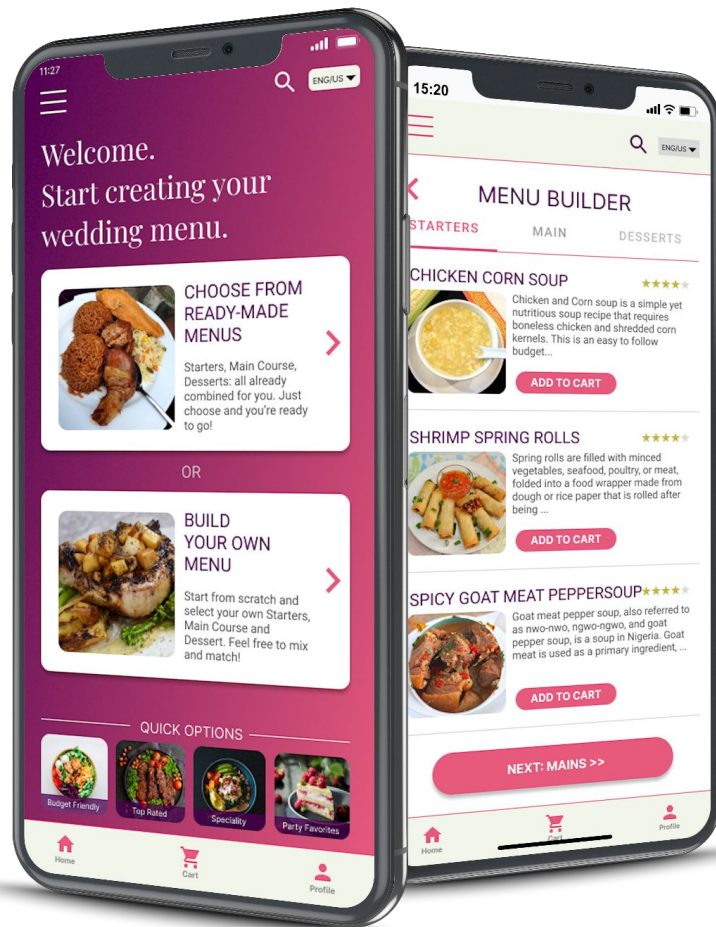 11:27
ENG/US
Welcome.
Start creating your
wedding menu.
CHOOSE FROM
READY-MADE
MENUS
Starters, Main Course,
Desserts: all already
combined for you. Just
choose and you're ready
to go!
OR
BUILD
YOUR OWN
MENU
Start from scratch and
select your own Starters,
Main Course and
Dessert. Feel free to mix
and match!
QUICK OPTIONS
Budget Friendly
Top Rated
Speciality
Party Favorites
Home
Cart
Profile
15:20
ENG/US
MENU BUILDER
STARTERS
MAIN
DESSERTS
CHICKEN CORN SOUP
Chicken and Corn soup is a simple yet
nutritious soup recipe that requires
boneless chicken and shredded corn
kernels. This is an easy to follow
budget...
ADD TO CART
SHRIMP SPRING ROLLS
Spring rolls are filled with minced
vegetables, seafood, poultry, or meat,
folded into a food wrapper made from
dough or rice paper that is rolled after
being ...
ADD TO CART
SPICY GOAT MEAT PEPPERSOUP
Goat meat pepper soup, also referred to
as nwo-nwo, ngwo-ngwo, and goat
pepper soup, is a soup in Nigeria. Goat
meat is used as a primary ingredient, ...
ADD TO CART
NEXT: MAINS >>
Home
Cart
Profile